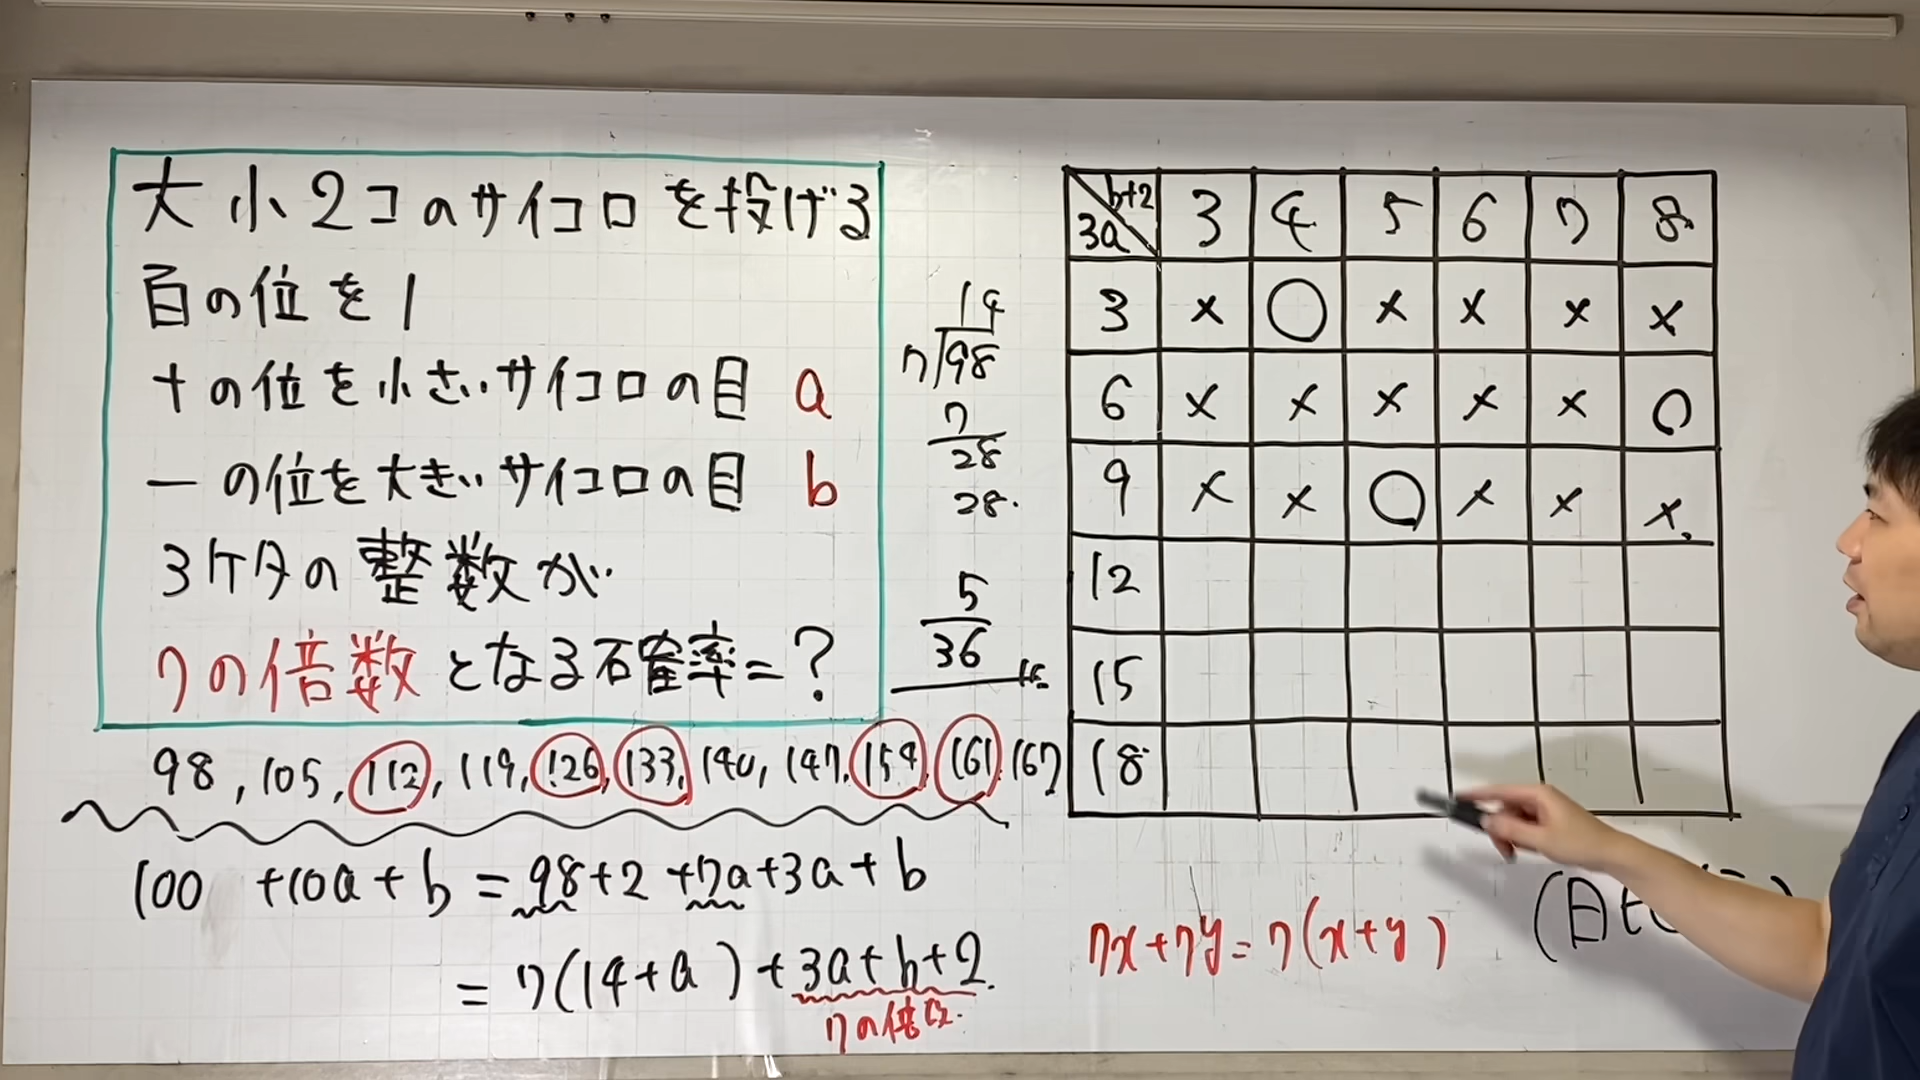 大小2コのサイコロを投げる
百の位を1
十の位を小さいサイコロの目 a
一の位を大きいサイコロの目 b
3ケタの整数が
7の倍数となる確率=?
98, 105, 112, 119, 126, 133, 140, 147, 154, 161, 167
100 +10a+b=98+2+7a+3a+b
=7(14+a)+3a+b+2.
7の倍数.
14
7)98
7
28
28.
5
36
b+2 3 4 5 6 7 8
3a
3 × ○ × × × ×
6 × × × × × ○
9 × × ○ × × ×
12
15
18
7x+7y=7(x+y)